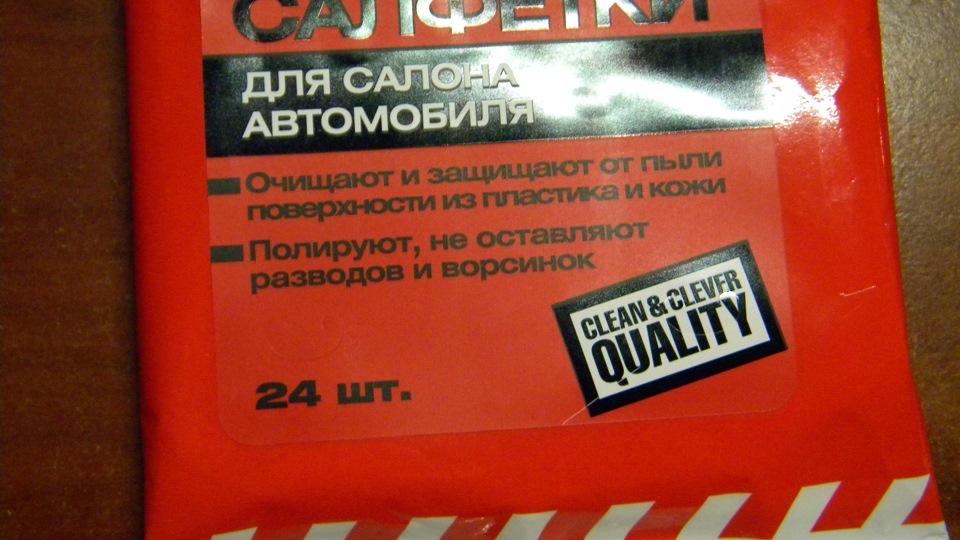 САЛФЕТКИ
ДЛЯ САЛОНА
АВТОМОБИЛЯ
Очищают и защищают от пыли
поверхности из пластика и кожи
Полируют, не оставляют
разводов и ворсинок
CLEAN & CLEVER
QUALITY
24 шт.